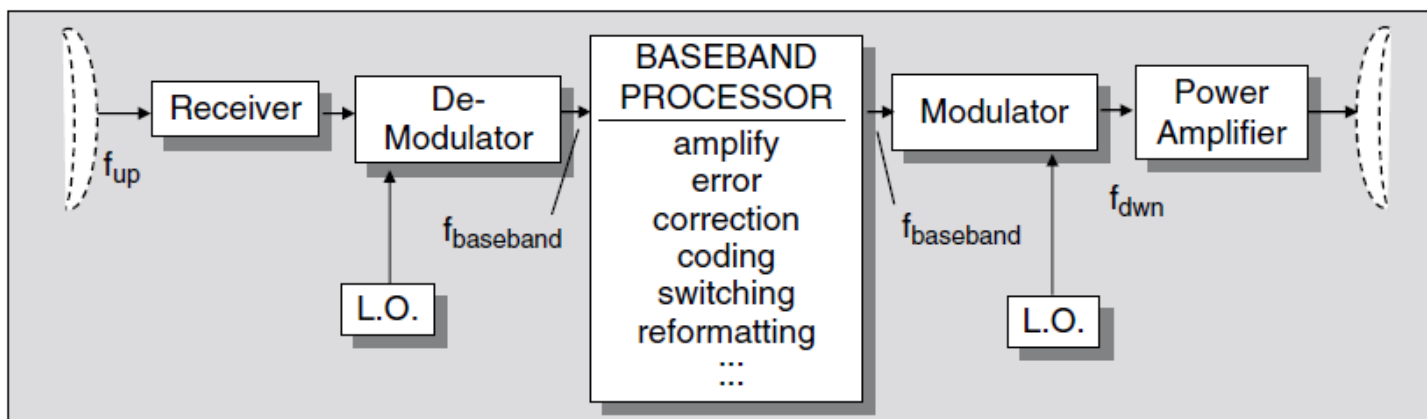 Receiver
De-
Modulator
BASEBAND
PROCESSOR
amplify
error
correction
coding
switching
reformatting
...
...
Modulator
Power
Amplifier
f_up
f_baseband
f_baseband
f_dwn
L.O.
L.O.